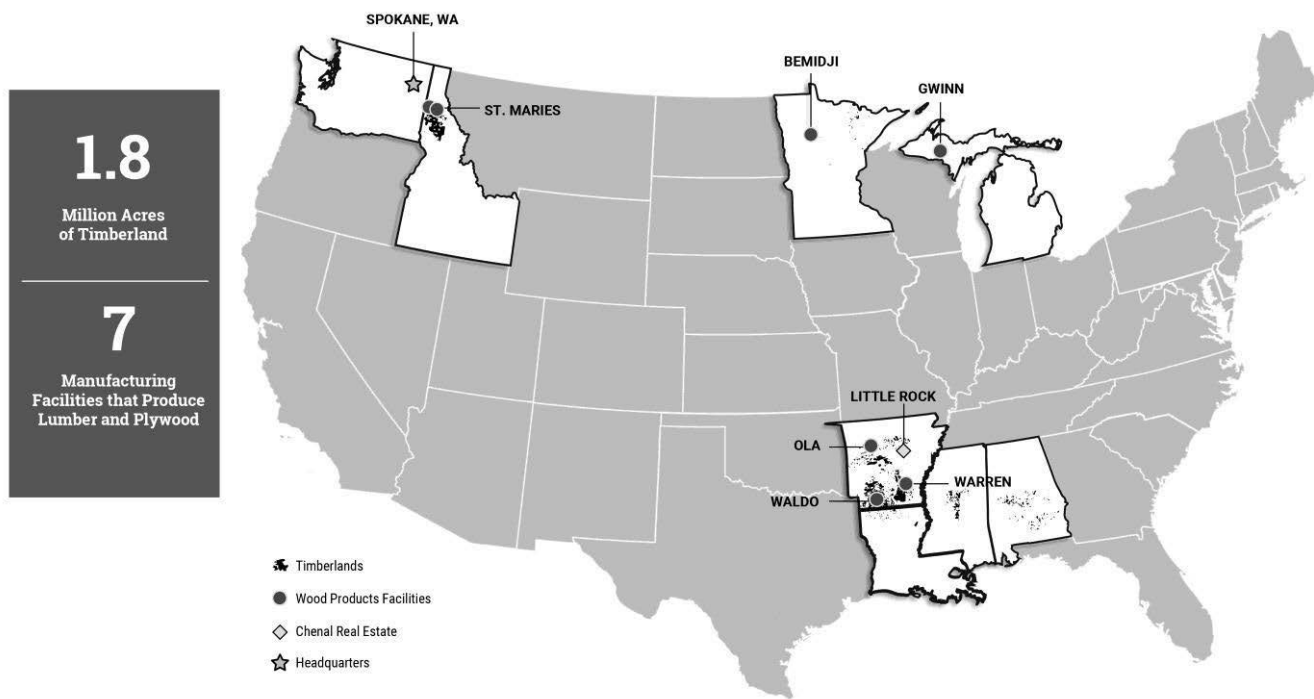 1.8
Million Acres
of Timberland
7
Manufacturing
Facilities that Produce
Lumber and Plywood
SPOKANE, WA
ST. MARIES
BEMIDJI
GWINN
LITTLE ROCK
OLA
WARREN
WALDO
Timberlands
Wood Products Facilities
Chenal Real Estate
Headquarters